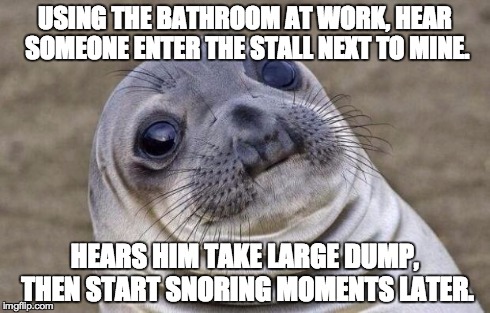 USING THE BATHROOM AT WORK, HEAR
SOMEONE ENTER THE STALL NEXT TO MINE.
HEARS HIM TAKE LARGE DUMP,
THEN START SNORING MOMENTS LATER.
imgflip.com